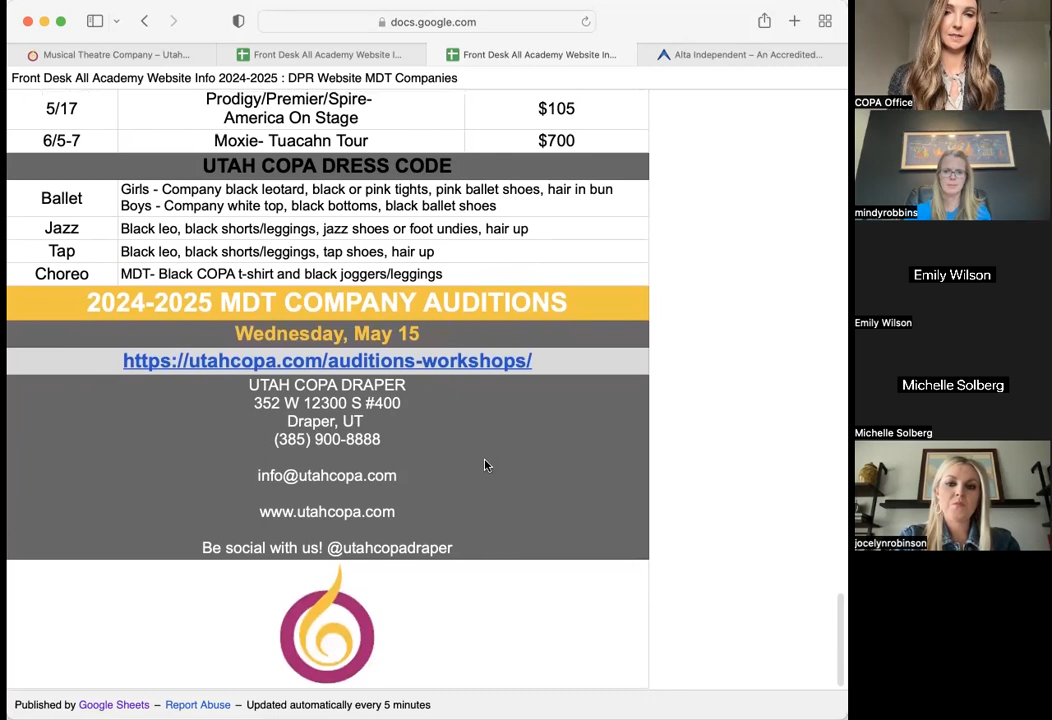 docs.google.com
Musical Theatre Company – Utah...
Front Desk All Academy Website I...
Front Desk All Academy Website In...
Alta Independent – An Accredited...
Front Desk All Academy Website Info 2024-2025 : DPR Website MDT Companies
5/17 Prodigy/Premier/Spire- America On Stage $105
6/5-7 Moxie- Tuacahn Tour $700
UTAH COPA DRESS CODE
Ballet
Girls - Company black leotard, black or pink tights, pink ballet shoes, hair in bun
Boys - Company white top, black bottoms, black ballet shoes
Jazz Black leo, black shorts/leggings, jazz shoes or foot undies, hair up
Tap Black leo, black shorts/leggings, tap shoes, hair up
Choreo MDT- Black COPA t-shirt and black joggers/leggings
2024-2025 MDT COMPANY AUDITIONS
Wednesday, May 15
https://utahcopa.com/auditions-workshops/
UTAH COPA DRAPER
352 W 12300 S #400
Draper, UT
(385) 900-8888
info@utahcopa.com
www.utahcopa.com
Be social with us! @utahcopadraper
Published by Google Sheets – Report Abuse – Updated automatically every 5 minutes
COPA Office
mindyrobbins
Emily Wilson
Emily Wilson
Michelle Solberg
Michelle Solberg
jocelynrobinson